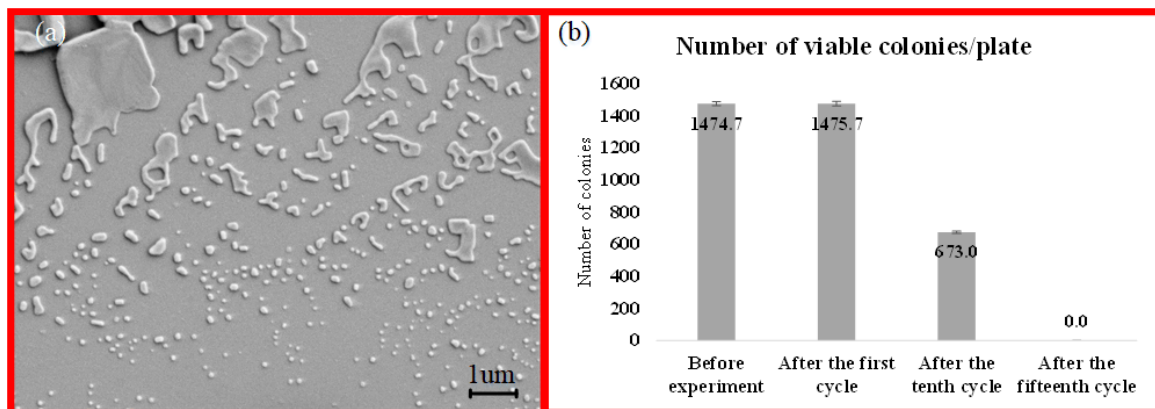 (a)
1um
(b)
Number of viable colonies/plate
Number of colonies
1600
1400
1200
1000
800
600
400
200
0
1474.7
1475.7
673.0
0.0
Before
experiment
After the first
cycle
After the
tenth cycle
After the
fifteenth cycle